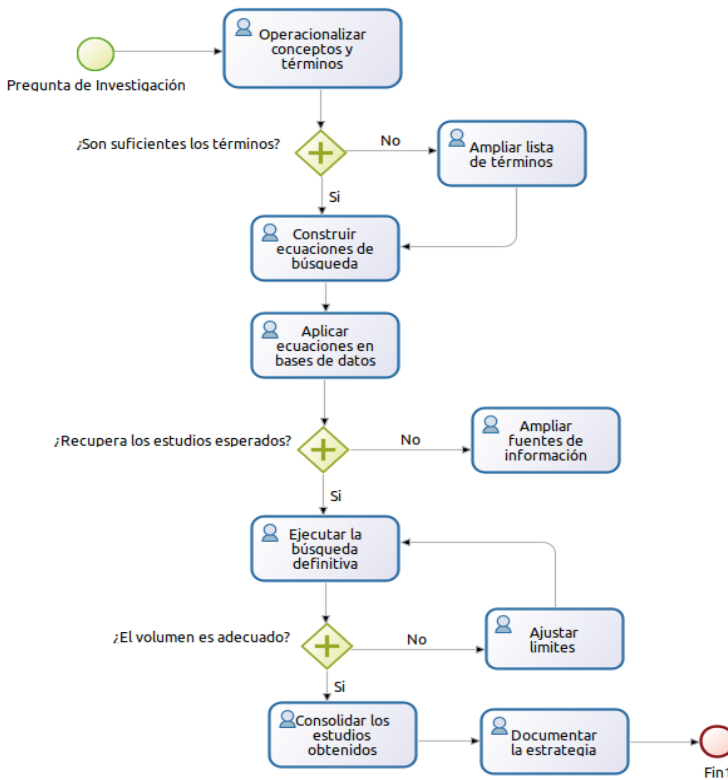 Operacionalizar
conceptos y
términos
Pregunta de Investigación
¿Son suficientes los términos?
No
Ampliar lista
de términos
Si
Construir
ecuaciones de
búsqueda
Aplicar
ecuaciones en
bases de datos
¿Recupera los estudios esperados?
No
Ampliar
fuentes de
información
Si
Ejecutar la
búsqueda
definitiva
¿El volumen es adecuado?
No
Ajustar
limites
Si
Consolidar los
estudios
obtenidos
Documentar
la estrategia
Fin1